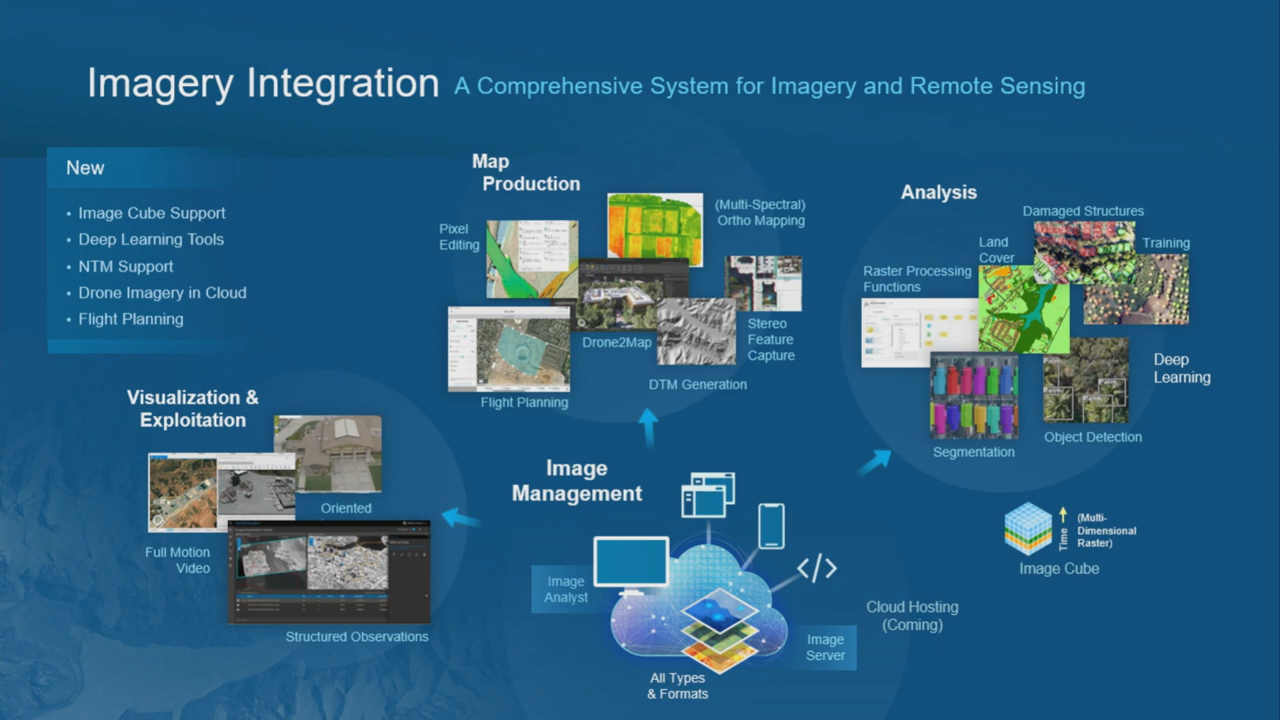 Imagery Integration A Comprehensive System for Imagery and Remote Sensing
New
• Image Cube Support
• Deep Learning Tools
• NTM Support
• Drone Imagery in Cloud
• Flight Planning
Map
Production
Pixel
Editing
(Multi-Spectral)
Ortho Mapping
Drone2Map
Stereo
Feature
Capture
DTM Generation
Flight Planning
Analysis
Damaged Structures
Land
Cover
Training
Raster Processing
Functions
Deep
Learning
Palm
Palm
Palm
Object Detection
Segmentation
Visualization &
Exploitation
Oriented
Full Motion
Video
Structured Observations
Image
Management
Image
Analyst
</>
Image
Server
All Types
& Formats
Cloud Hosting
(Coming)
Time
(Multi-
Dimensional
Raster)
Image Cube